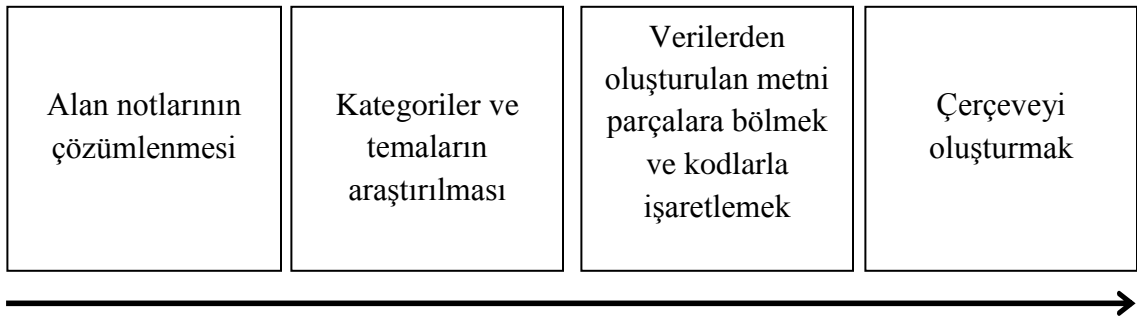 Alan notlarının
çözümlenmesi
Kategoriler ve
temaların
araştırılması
Verilerden
oluşturulan metni
parçalara bölmek
ve kodlarla
işaretlemek
Çerçeveyi
oluşturmak